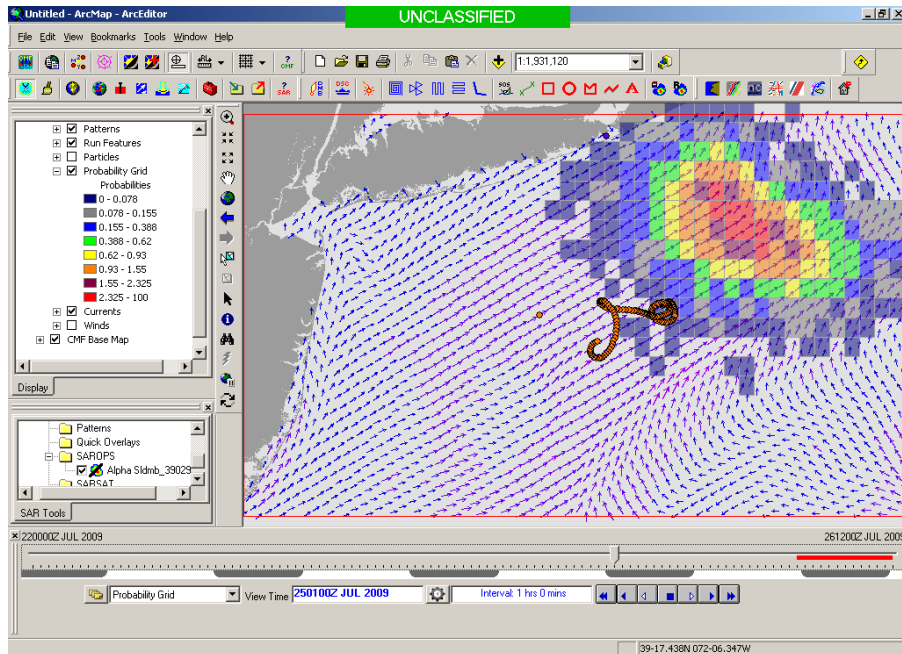 Untitled - ArcMap - ArcEditor
UNCLASSIFIED
File Edit View Bookmarks Tools Window Help
1:1,931,120
Patterns
Run Features
Particles
Probability Grid
Probabilities
0 - 0.078
0.078 - 0.155
0.155 - 0.388
0.388 - 0.62
0.62 - 0.93
0.93 - 1.55
1.55 - 2.325
2.325 - 100
Currents
Winds
CMF Base Map
Display
Patterns
Quick Overlays
SAROPS
Alpha Sldmb_39029
SARSAT
SAR Tools
220000Z JUL 2009
261200Z JUL 2009
Probability Grid
View Time
250100Z JUL 2009
Interval: 1 hrs 0 mins
39-17.438N 072-06.347W